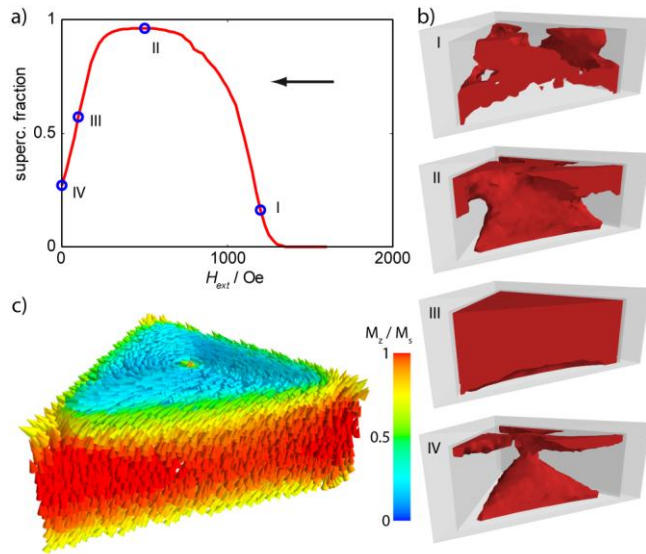 a)
superc. fraction
1
0.5
0
0
1000
2000
H_ext / Oe
I
II
III
IV
b)
I
II
III
IV
c)
M_z / M_s
1
0.5
0